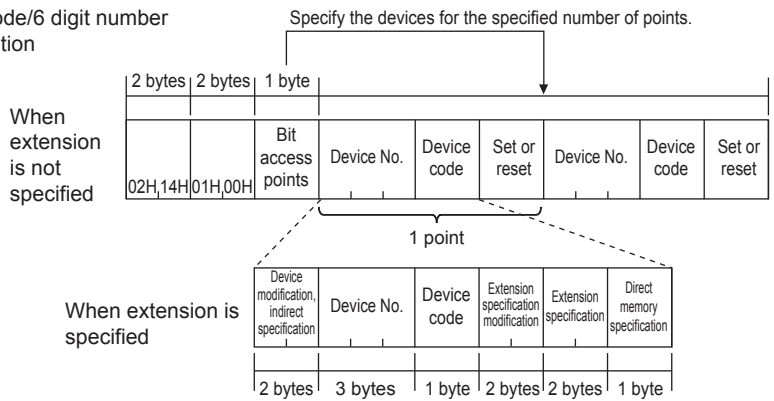 ode/6 digit number
tion
Specify the devices for the specified number of points.
2 bytes 2 bytes 1 byte
When
extension
is not
specified
02H 14H 01H 00H
Bit
access
points
Device No.
Device
code
Set or
reset
Device No.
Device
code
Set or
reset
1 point
When extension is
specified
Device
modification,
indirect
specification
Device No.
Device
code
Extension
specification
modification
Extension
specification
Direct
memory
specification
2 bytes 3 bytes 1 byte 2 bytes 2 bytes 1 byte